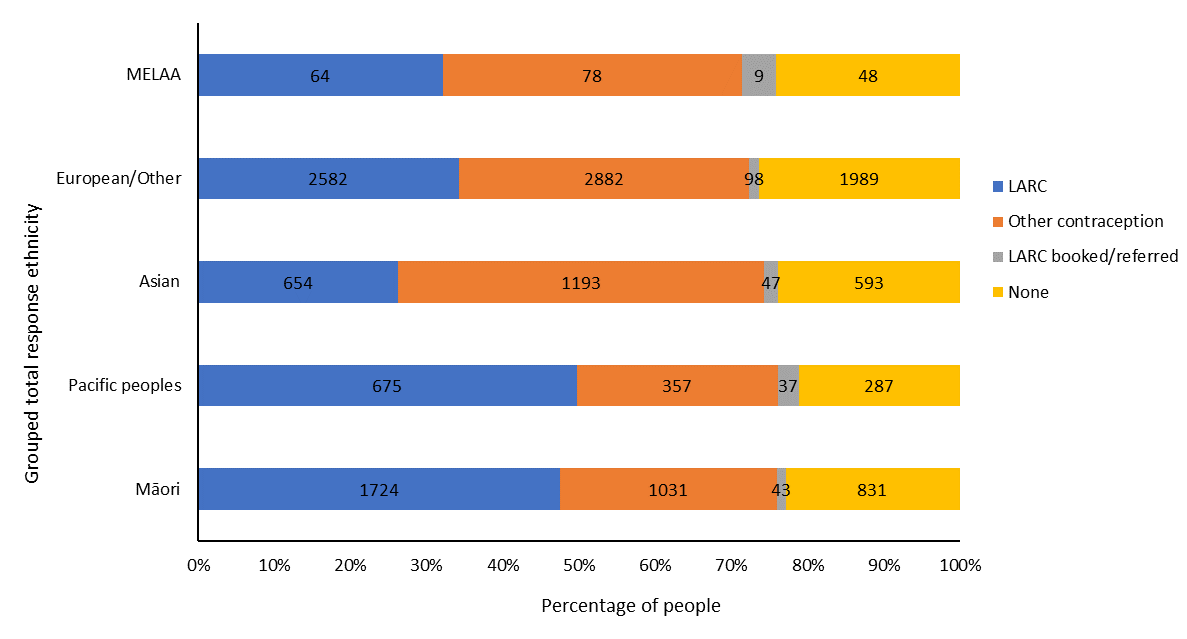 MELAA
64 78 9 48
European/Other
2582 2882 98 1989
Asian
654 1193 47 593
Pacific peoples
675 357 37 287
Māori
1724 1031 43 831
0% 10% 20% 30% 40% 50% 60% 70% 80% 90% 100%
Percentage of people
Grouped total response ethnicity
LARC
Other contraception
LARC booked/referred
None